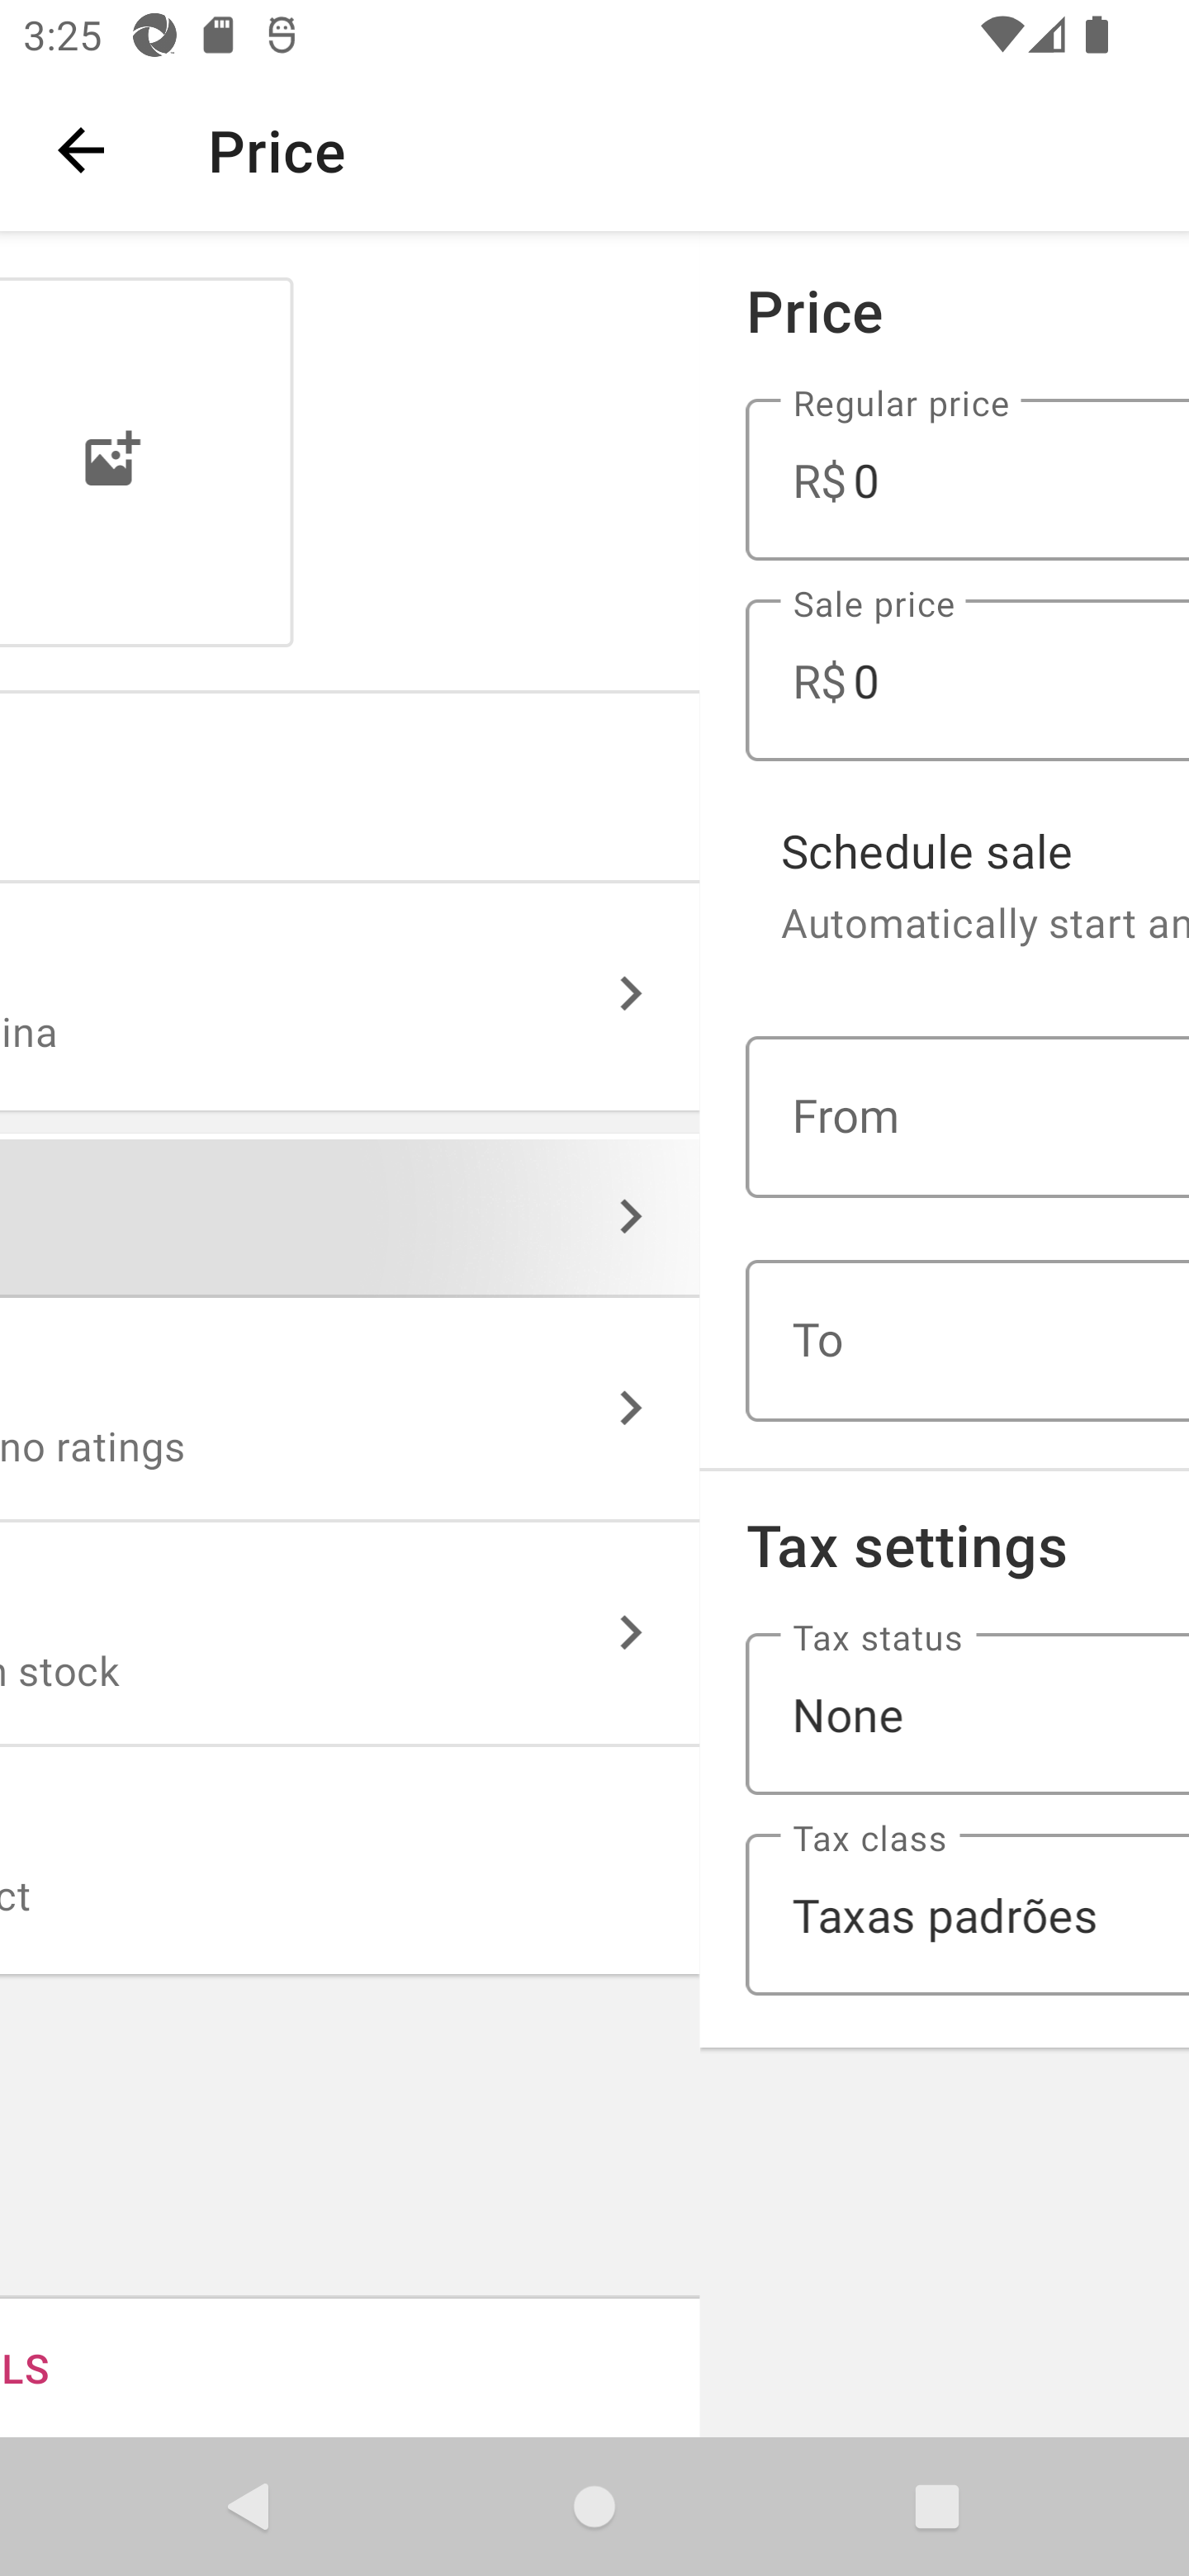 3:25
Price
Price
Regular price
R$ 0
Sale price
R$ 0
Schedule sale
Automatically start an
ina
From
To
no ratings
Tax settings
Tax status
None
stock
Tax class
Taxas padrões
ct
LS